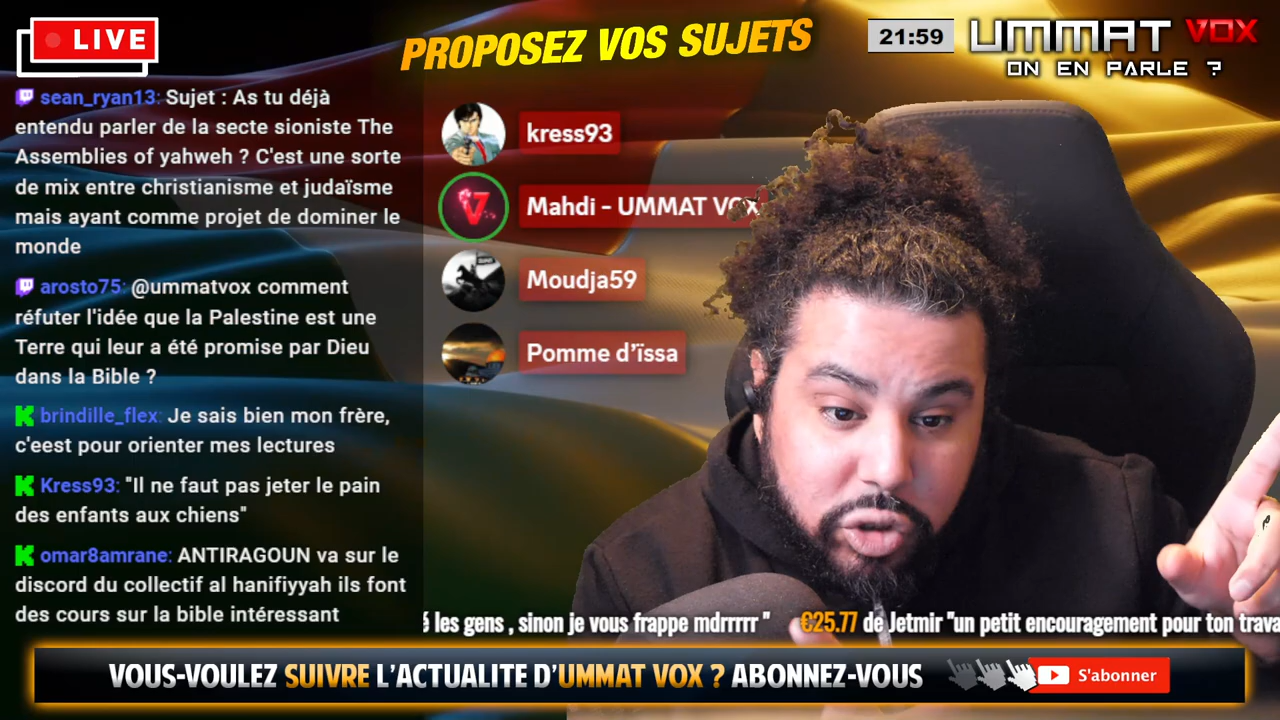 LIVE
PROPOSEZ VOS SUJETS
21:59
UMMAT VOX
ON EN PARLE ?
sean_ryan13: Sujet : As tu déjà
entendu parler de la secte sioniste The
Assemblies of yahweh ? C'est une sorte
de mix entre christianisme et judaïsme
mais ayant comme projet de dominer le
monde
arosto75: @ummatvox comment
réfuter l'idée que la Palestine est une
Terre qui leur a été promise par Dieu
dans la Bible ?
brindille_flex: Je sais bien mon frère,
c'eest pour orienter mes lectures
Kress93: "Il ne faut pas jeter le pain
des enfants aux chiens"
omar8amrane: ANTIRAGOUN va sur le
discord du collectif al hanifiyyah ils font
des cours sur la bible intéressant
kress93
Mahdi - UMMAT VOX
Moudja59
Pomme d'ïssa
é les gens , sinon je vous frappe mdrrrrr " €25.77 de Jetmir "un petit encouragement pour ton trava
VOUS-VOULEZ SUIVRE L'ACTUALITE D'UMMAT VOX ? ABONNEZ-VOUS
S'abonner